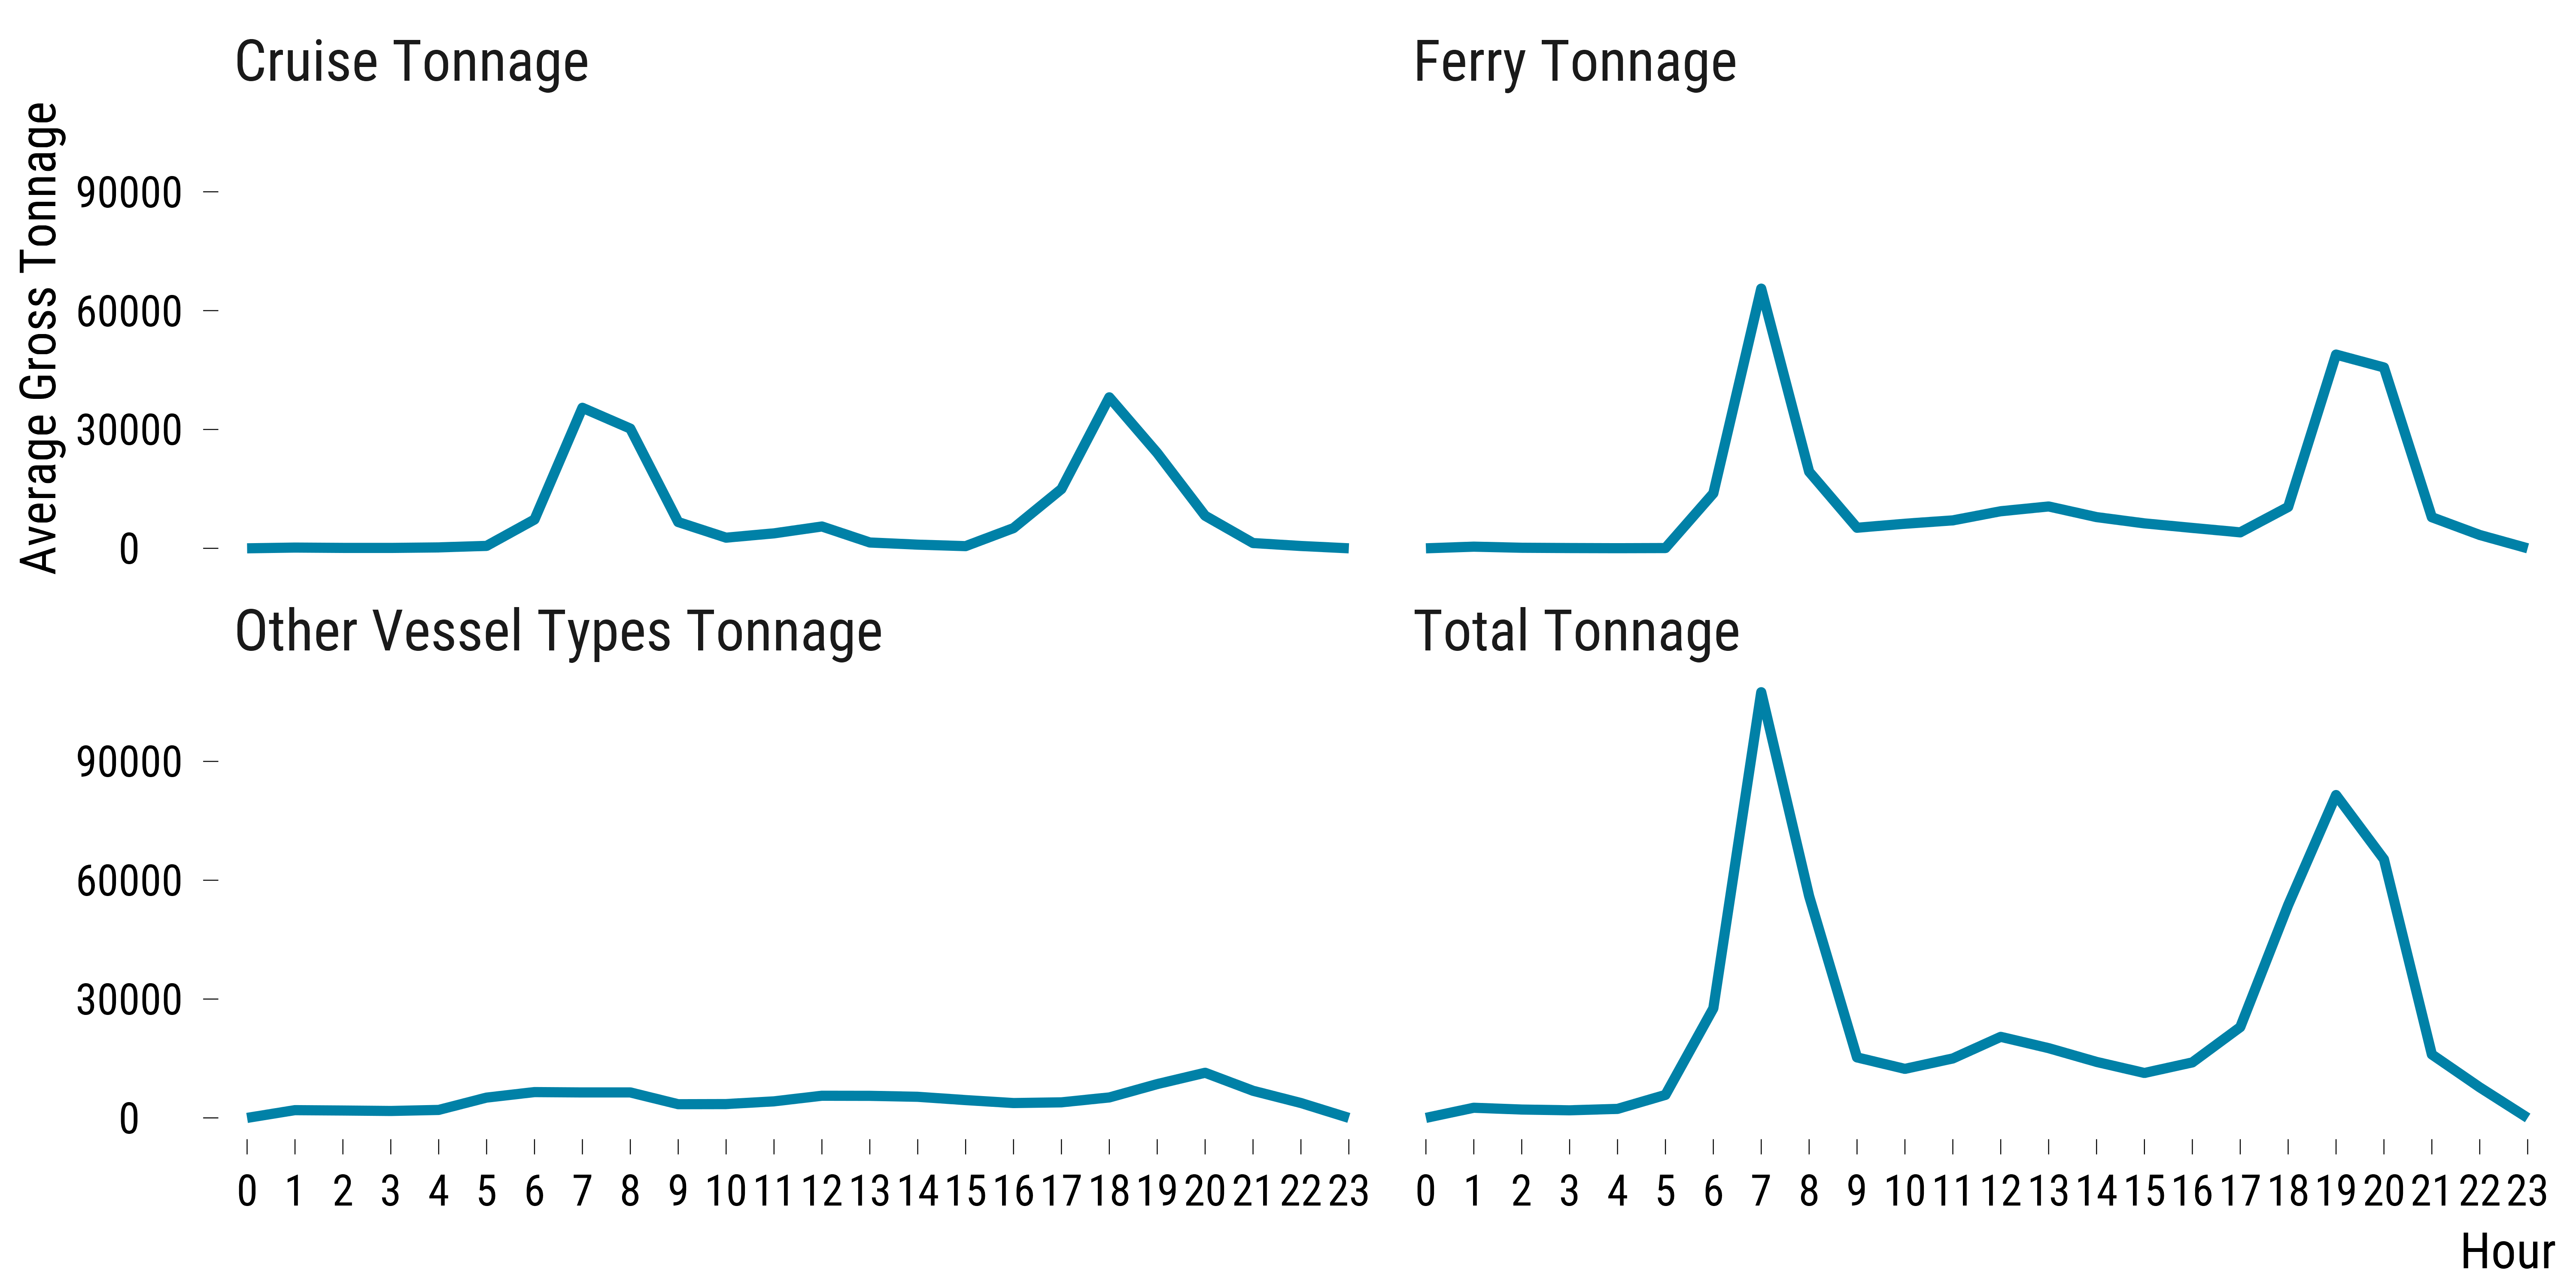 Cruise Tonnage
Ferry Tonnage
Average Gross Tonnage
90000
60000
30000
0
Other Vessel Types Tonnage
Total Tonnage
90000
60000
30000
0
0 1 2 3 4 5 6 7 8 9 10 11 12 13 14 15 16 17 18 19 20 21 22 23
0 1 2 3 4 5 6 7 8 9 10 11 12 13 14 15 16 17 18 19 20 21 22 23
Hour